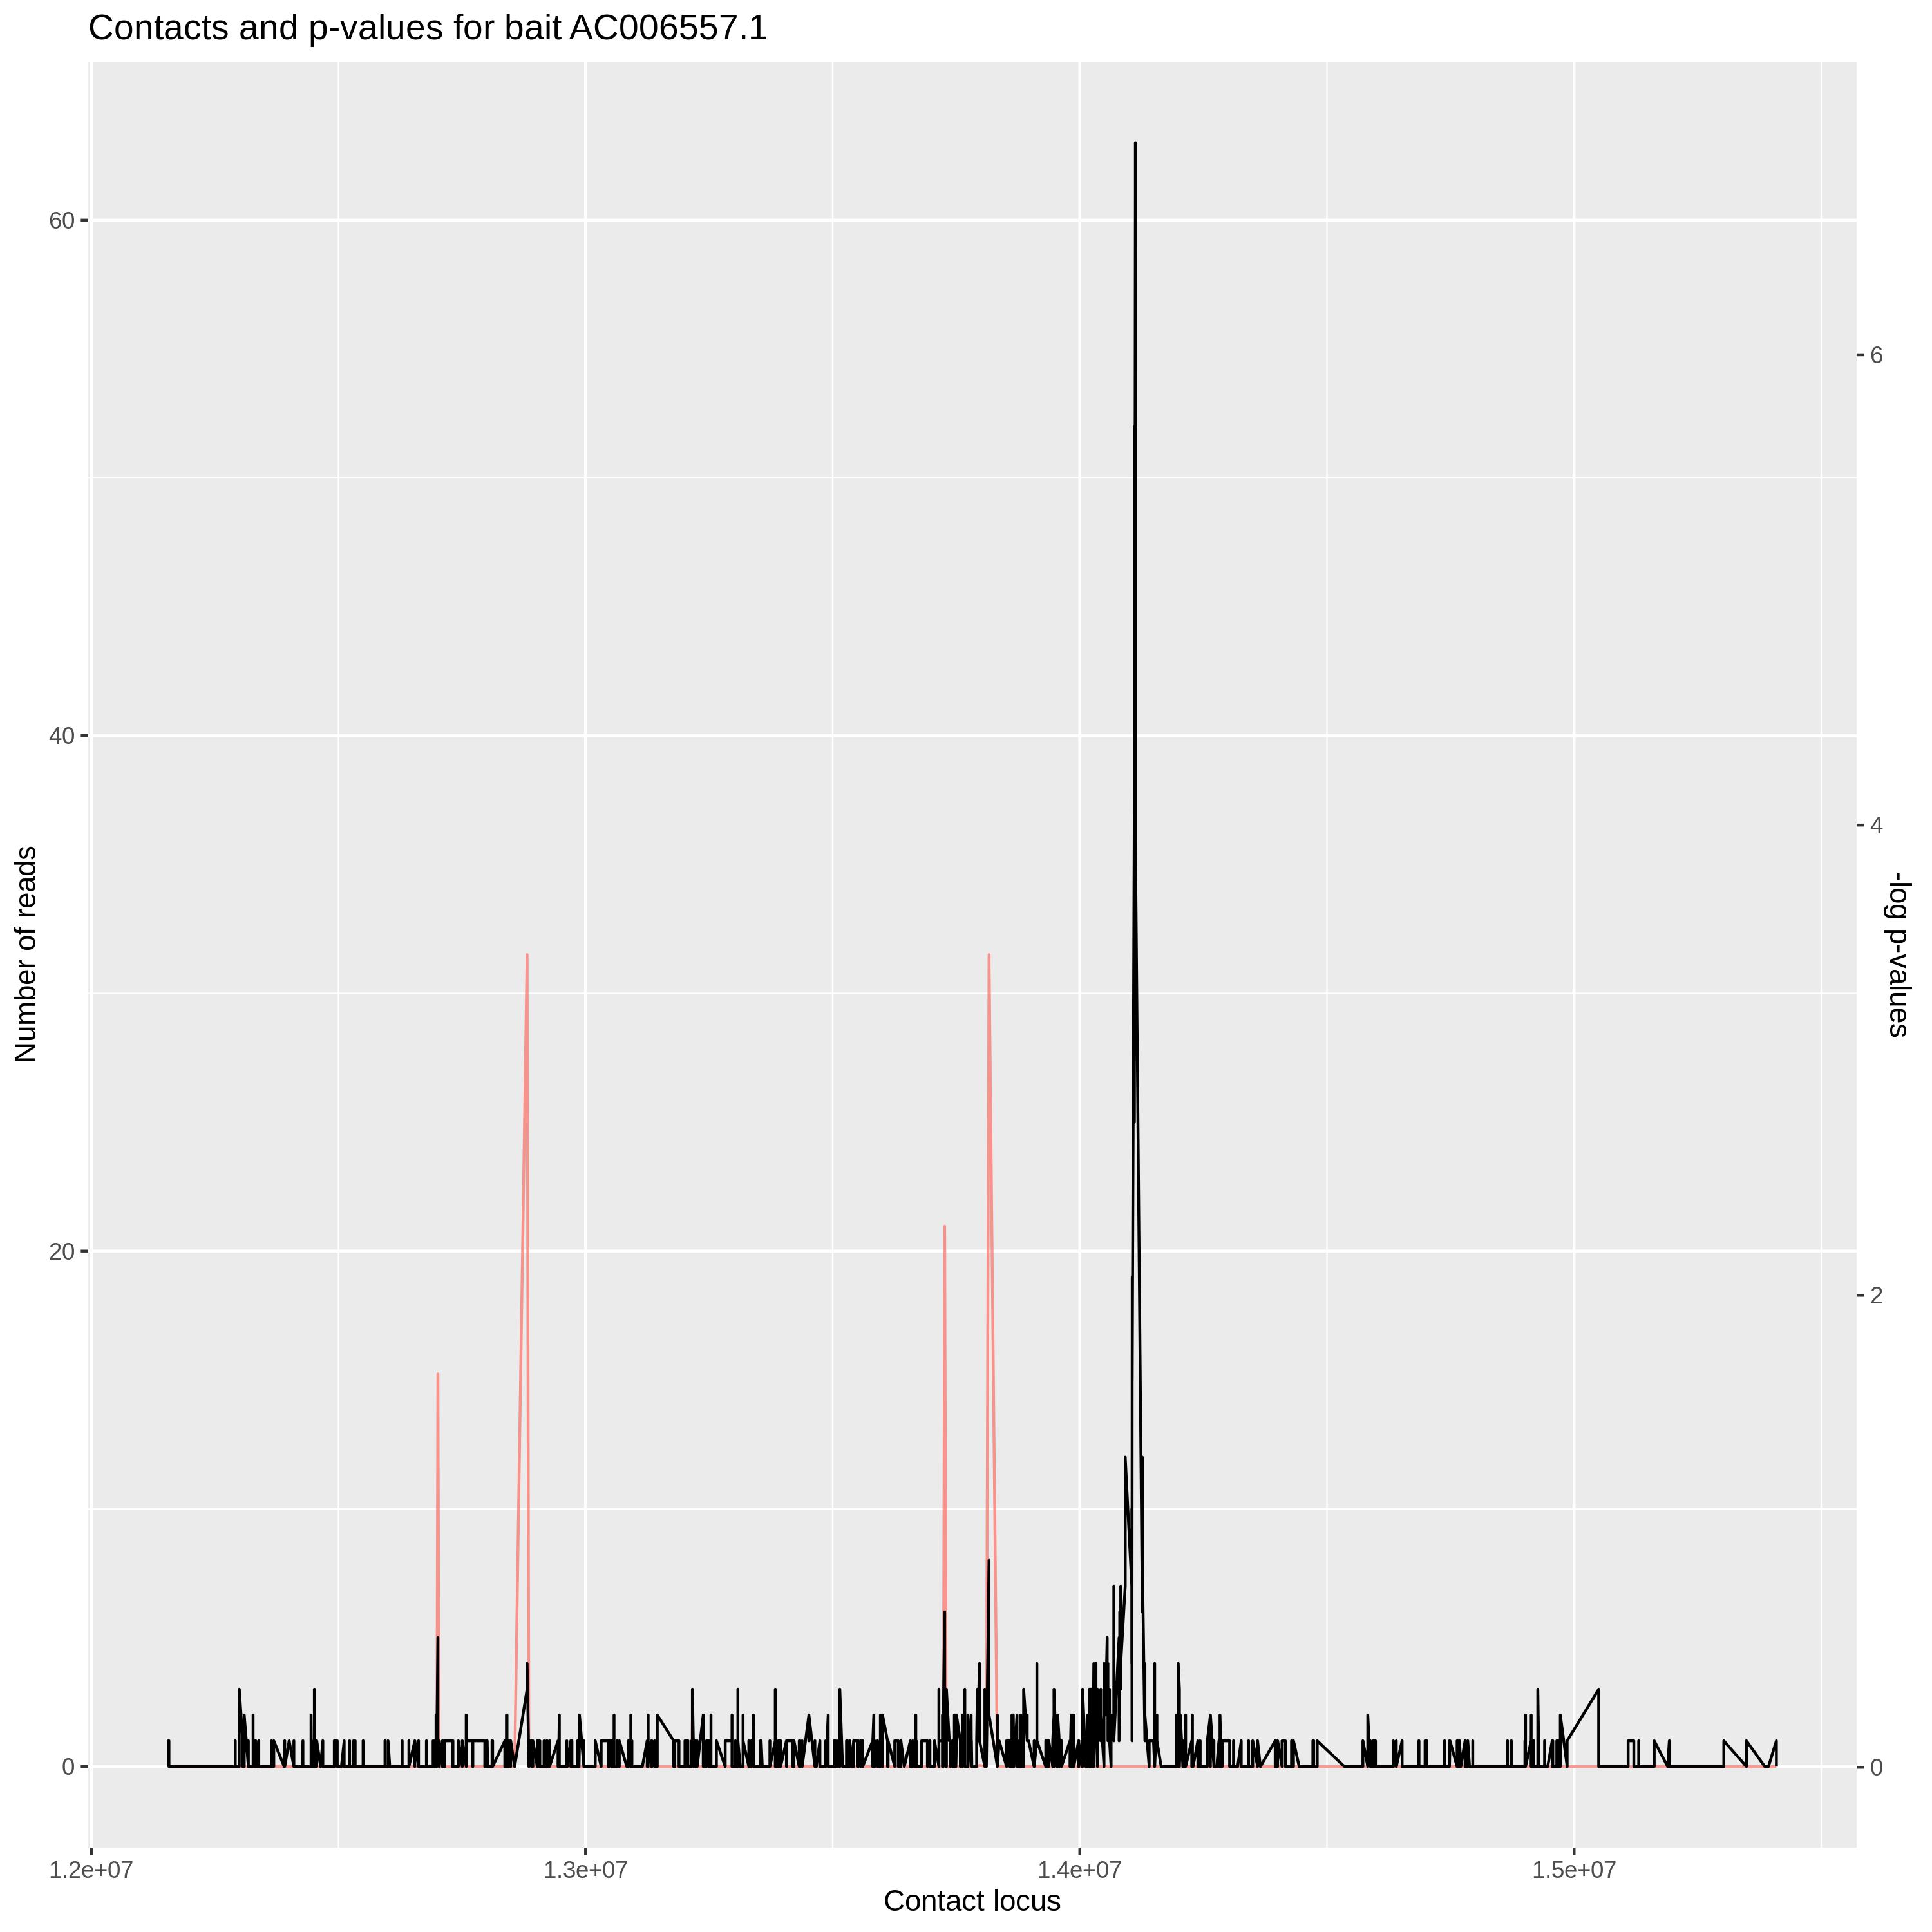 Contacts and p-values for bait AC006557.1
60
40
20
0
6
4
2
0
Number of reads
-log p-values
1.2e+07
1.3e+07
1.4e+07
1.5e+07
Contact locus